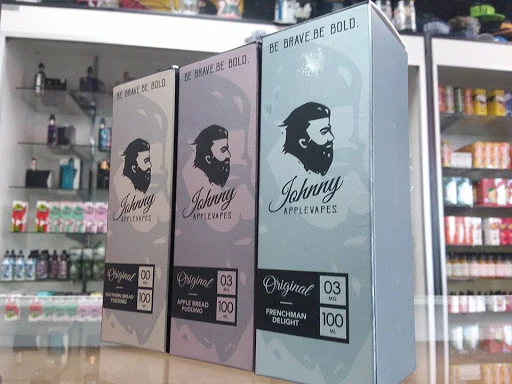 BE BRAVE.BE BOLD.
Johnny
APPLEVAPES
Original
SOUTHERN BREAD
PUDDING
00
MG
100
ML
BE BRAVE.BE BOLD.
Johnny
APPLEVAPES
Original
APPLE BREAD
PUDDING
03
MG
100
ML
BE BRAVE.BE BOLD.
Johnny
APPLEVAPES
Original
FRENCHMAN
DELIGHT
03
MG
100
ML